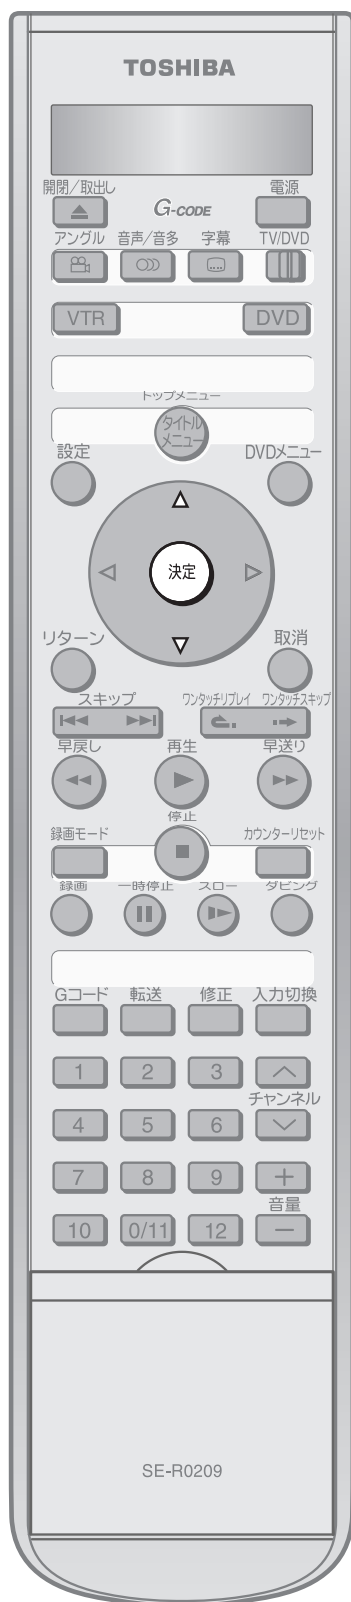 TOSHIBA
開閉/取出し
G-CODE
電源
アングル 音声/音多 字幕 TV/DVD
VTR DVD
トップメニュー
タイトル
メニュー
設定 DVDメニュー
決定
リターン 取消
スキップ ワンタッチリプレイ ワンタッチスキップ
早戻し 再生 早送り
停止
録画モード カウンターリセット
録画 一時停止 スロー ダビング
Gコード 転送 修正 入力切換
1 2 3
チャンネル
4 5 6
7 8 9 +
音量
10 0/11 12 −
SE-R0209